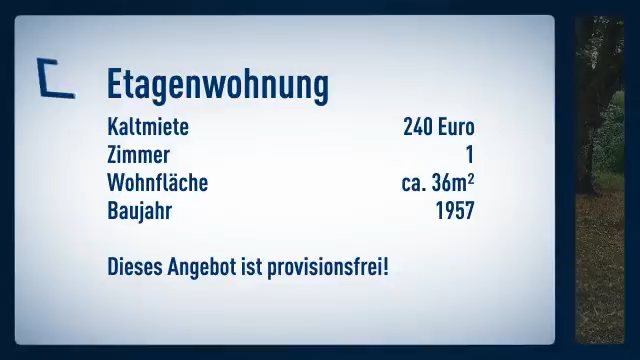 Etagenwohnung
Kaltmiete 240 Euro
Zimmer 1
Wohnfläche ca. 36m²
Baujahr 1957
Dieses Angebot ist provisionsfrei!